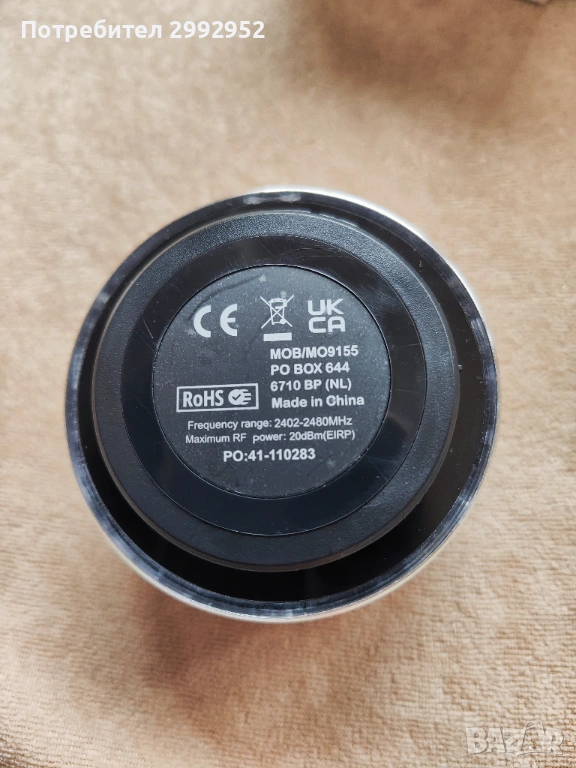 Потребител 2992952
CE
UK
CA
MOB/MO9155
PO BOX 644
6710 BP (NL)
RoHS
Made in China
Frequency range: 2402-2480MHz
Maximum RF power: 20dBm(EIRP)
PO:41-110283
BAZAR